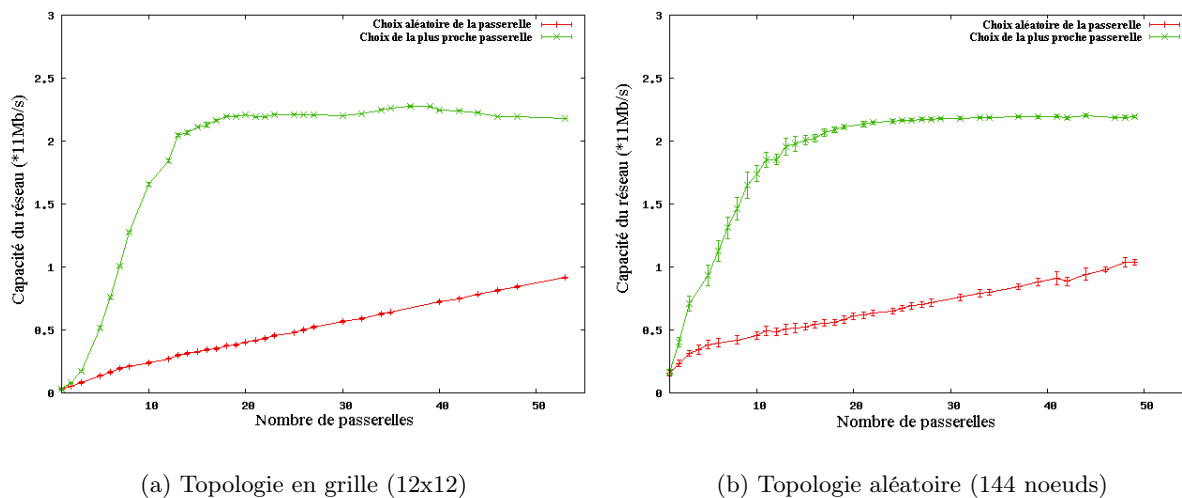 3
2.5
2
1.5
1
0.5
0
10
20
30
40
50
Capacité du réseau (*11Mb/s)
Nombre de passerelles
Choix aléatoire de la passerelle
Choix de la plus proche passerelle
(a) Topologie en grille (12x12)
3
2.5
2
1.5
1
0.5
0
10
20
30
40
50
Capacité du réseau (*11Mb/s)
Nombre de passerelles
Choix aléatoire de la passerelle
Choix de la plus proche passerelle
(b) Topologie aléatoire (144 noeuds)